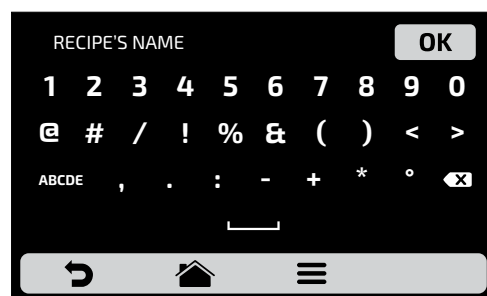 RECIPE'S NAME OK
1 2 3 4 5 6 7 8 9 0
@ # / ! % & ( ) < >
ABCDE , . : - + * °